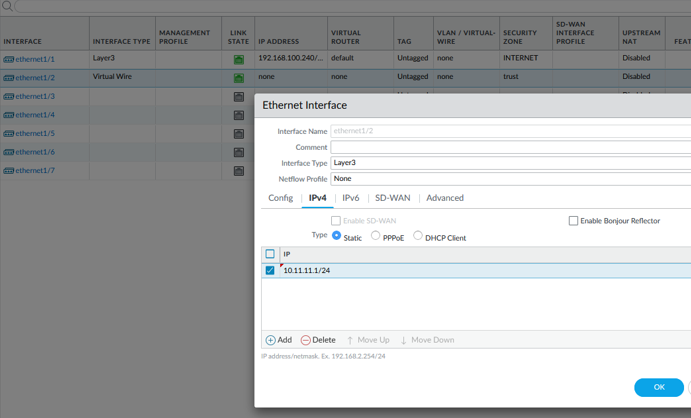 SD-WAN
MANAGEMENT LINK VIRTUAL VLAN / VIRTUAL- SECURITY INTERFACE UPSTREAM
INTERFACE INTERFACE TYPE PROFILE STATE IP ADDRESS ROUTER TAG WIRE ZONE PROFILE NAT FEAT
ethernet1/1 Layer3 192.168.100.240/... default Untagged none INTERNET Disabled
ethernet1/2 Virtual Wire none none Untagged none trust Disabled
ethernet1/3
ethernet1/4
ethernet1/5
ethernet1/6
ethernet1/7
Ethernet Interface
Interface Name ethernet1/2
Comment
Interface Type Layer3
Netflow Profile None
Config IPv4 IPv6 SD-WAN Advanced
Enable SD-WAN Enable Bonjour Reflector
Type Static PPPoE DHCP Client
IP
10.11.11.1/24
Add Delete Move Up Move Down
IP address/netmask. Ex. 192.168.2.254/24
OK